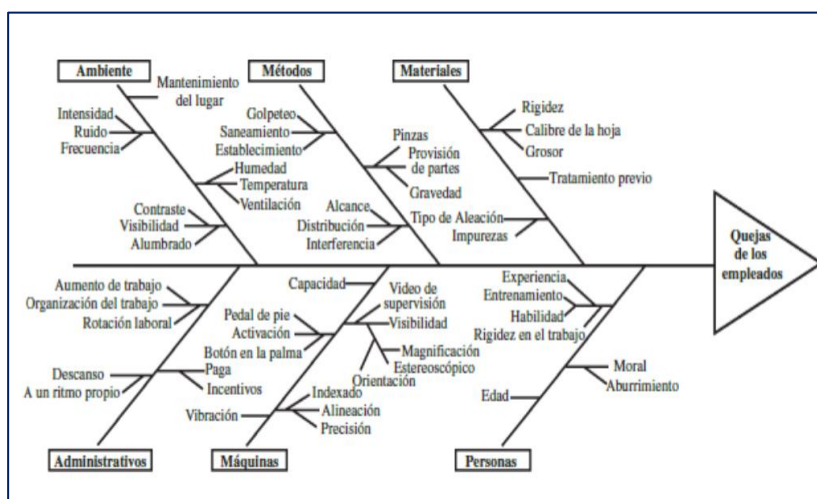 Ambiente
Mantenimiento
del lugar
Intensidad
Ruido
Frecuencia
Humedad
Temperatura
Ventilación
Contraste
Visibilidad
Alumbrado
Métodos
Golpeteo
Saneamiento
Establecimiento
Pinzas
Provisión
de partes
Gravedad
Alcance
Distribución
Interferencia
Materiales
Rigidez
Calibre de la hoja
Grosor
Tratamiento previo
Tipo de Aleación
Impurezas
Quejas
de los
empleados
Aumento de trabajo
Organización del trabajo
Rotación laboral
Descanso
A un ritmo propio
Paga
Incentivos
Administrativos
Capacidad
Video de
supervisión
Visibilidad
Pedal de pie
Activación
Botón en la palma
Magnificación
Estereoscópico
Orientación
Indexado
Alineación
Precisión
Vibración
Máquinas
Experiencia
Entrenamiento
Habilidad
Rigidez en el trabajo
Moral
Aburrimiento
Edad
Personas